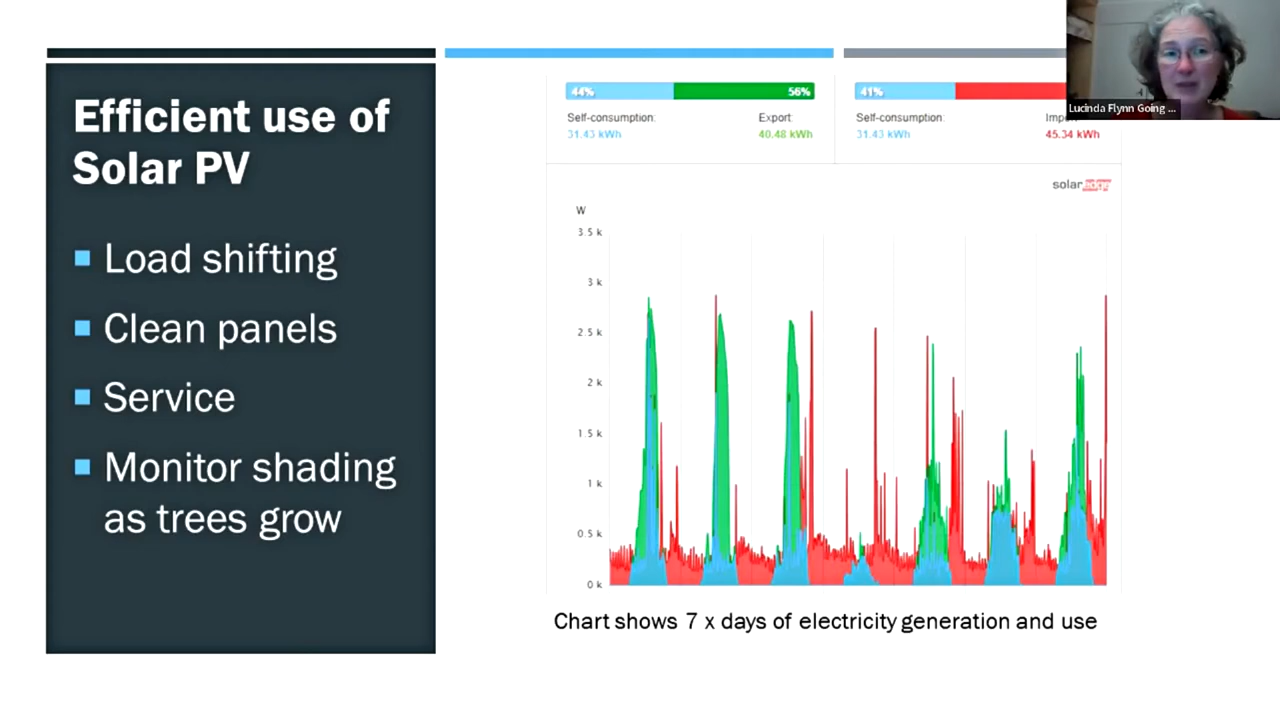 Efficient use of
Solar PV
Load shifting
Clean panels
Service
Monitor shading
as trees grow
44%
56%
41%
Self-consumption:
Export:
Self-consumption:
31.43 kWh
40.48 kWh
31.43 kWh
45.34 kWh
solaredge
W
3.5 k
3 k
2.5 k
2 k
1.5 k
1 k
0.5 k
0 k
Chart shows 7 x days of electricity generation and use
Lucinda Flynn Going ...